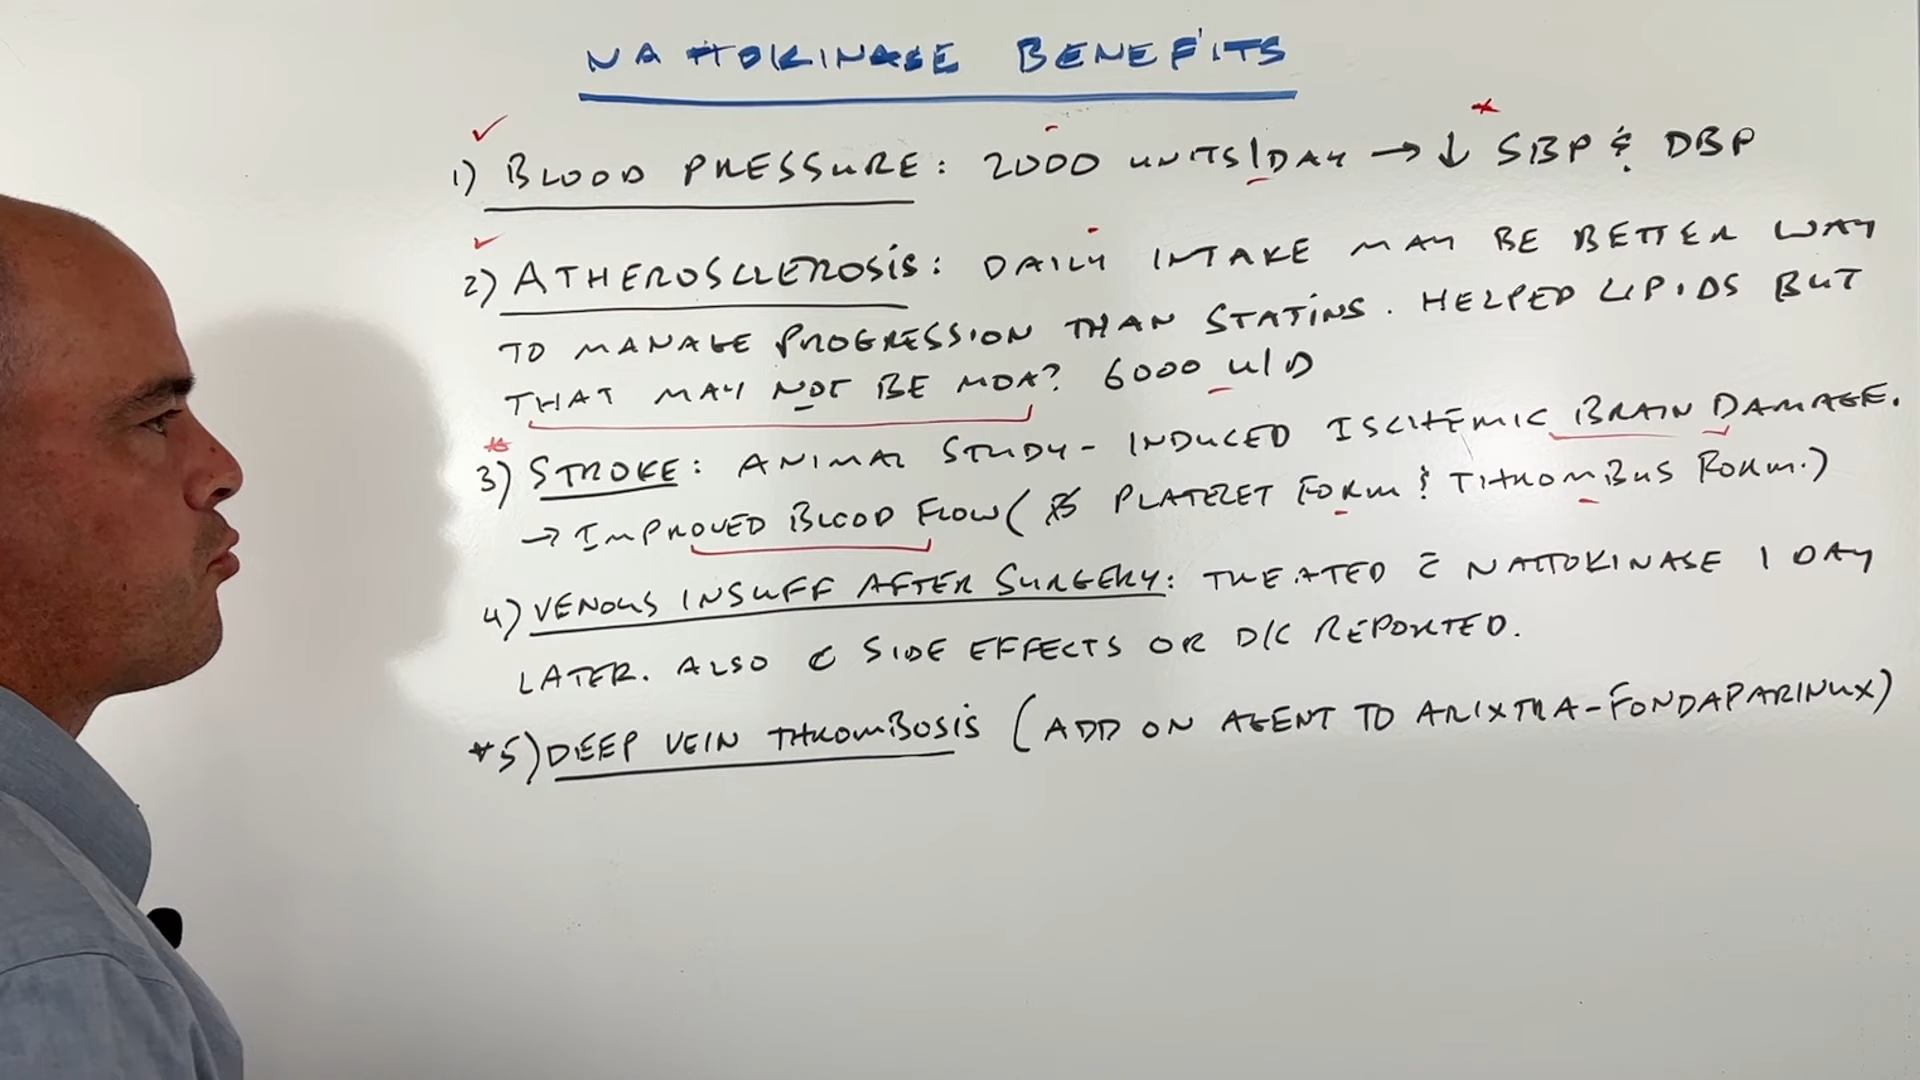 NATTOKINASE BENEFITS
1) BLOOD PRESSURE: 2000 UNITS/DAY → ↓ SBP & DBP
2) ATHEROSCLEROSIS: DAILY INTAKE MAY BE BETTER WAY
TO MANAGE PROGRESSION THAN STATINS. HELPED LIPIDS BUT
THAT MAY NOT BE MOA? 6000 U/D
3) STROKE: ANIMAL STUDY - INDUCED ISCHEMIC BRAIN DAMAGE.
→ IMPROVED BLOOD FLOW ( PLATELET FORM & THROMBUS FORM.)
4) VENOUS INSUFF AFTER SURGERY: TREATED c̄ NATTOKINASE 1 DAY
LATER. ALSO SIDE EFFECTS OR D/C REPORTED.
*5) DEEP VEIN THROMBOSIS (ADD ON AGENT TO ARIXTRA-FONDAPARINUX)